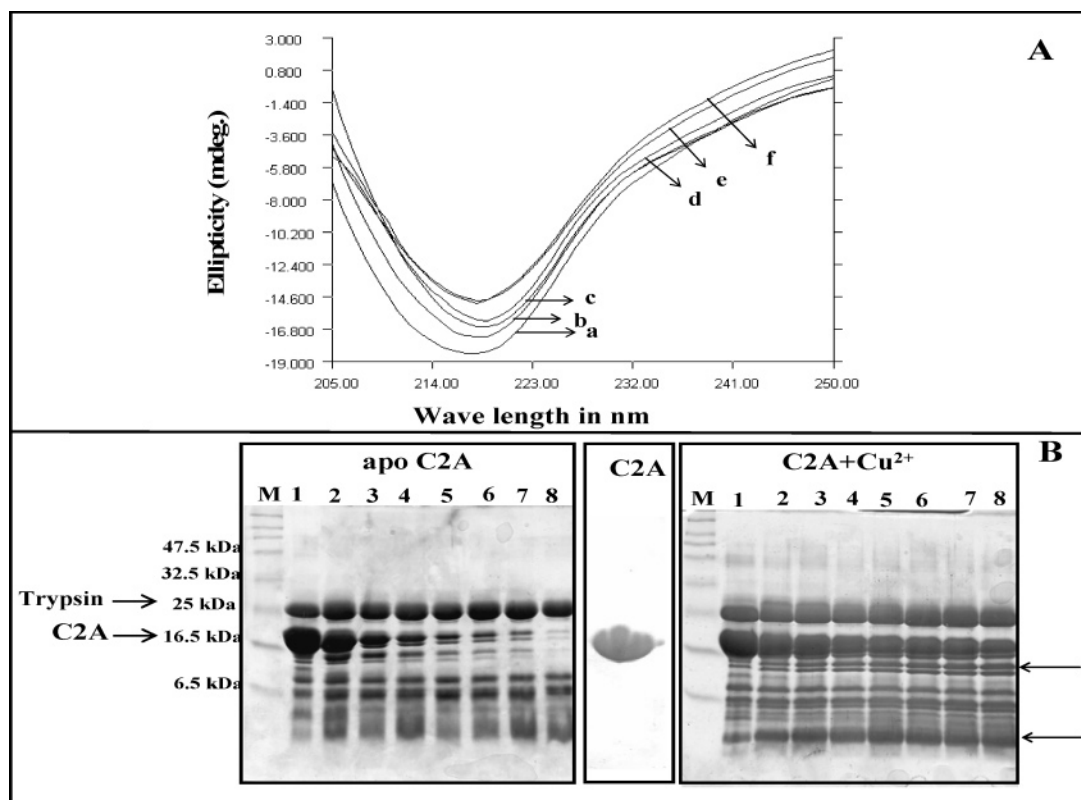 A
Ellipticity (mdeg.)
3.000
0.800
-1.400
-3.600
-5.800
-8.000
-10.200
-12.400
-14.600
-16.800
-19.000
f
e
d
c
b
a
205.00 214.00 223.00 232.00 241.00 250.00
Wave length in nm
B
apo C2A
M 1 2 3 4 5 6 7 8
47.5 kDa
32.5 kDa
Trypsin
25 kDa
C2A
16.5 kDa
6.5 kDa
C2A
C2A+Cu²⁺
M 1 2 3 4 5 6 7 8